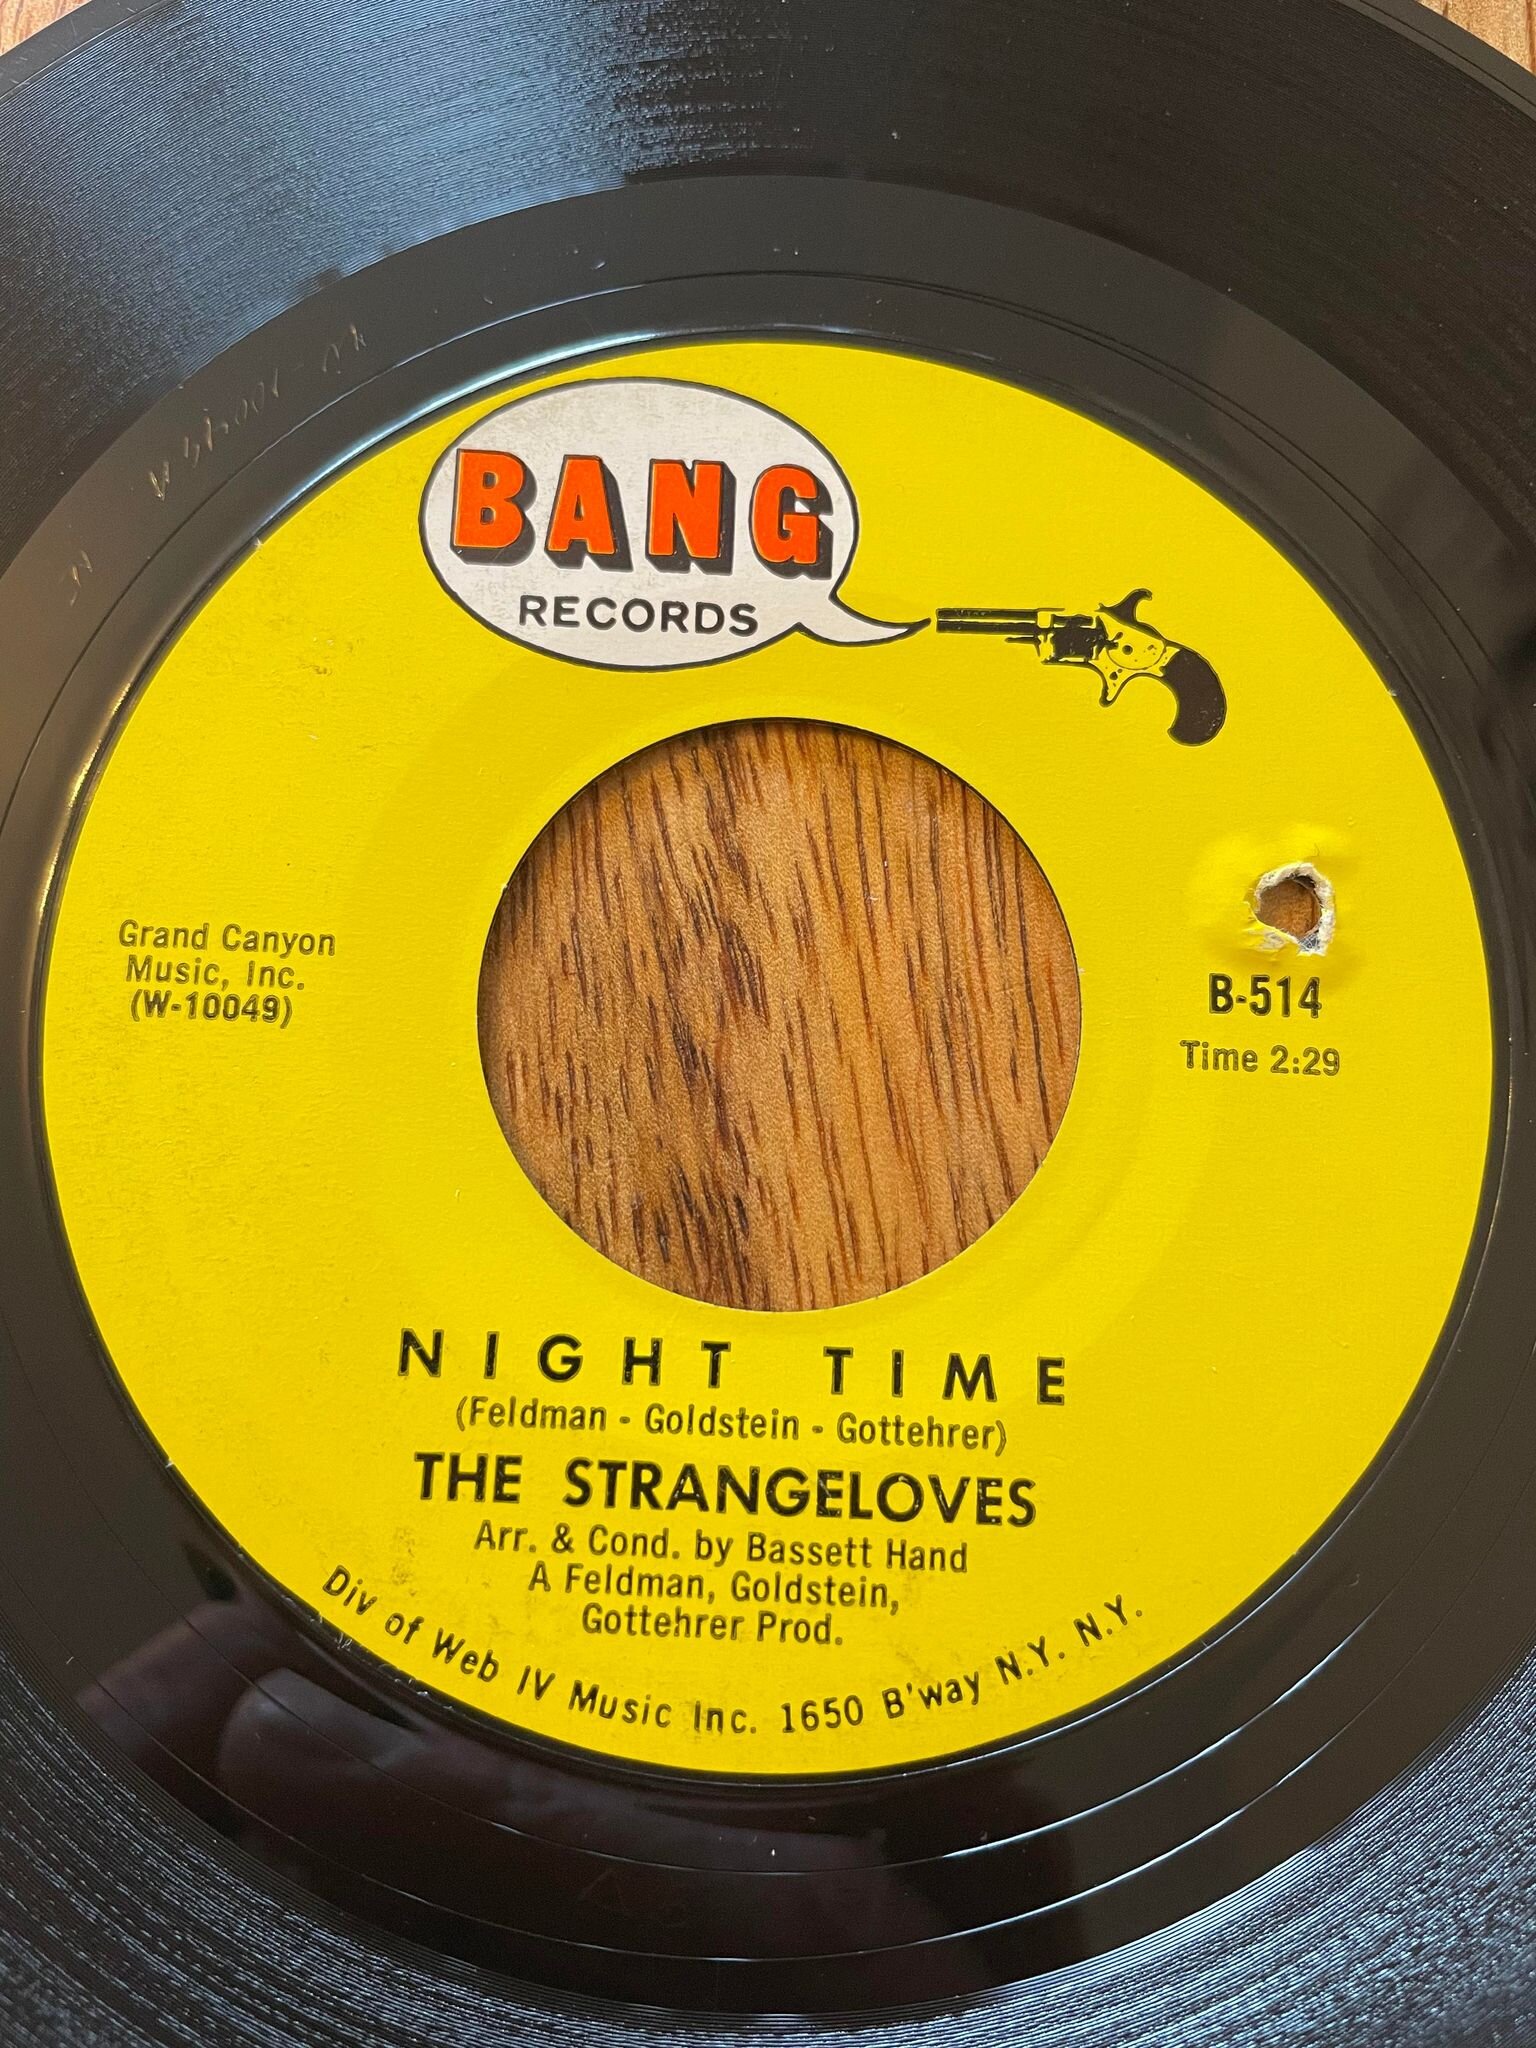 BANG
RECORDS
Grand Canyon
Music, Inc.
(W-10049)
B-514
Time 2:29
NIGHT TIME
(Feldman - Goldstein - Gottehrer)
THE STRANGELOVES
Arr. & Cond. by Bassett Hand
A Feldman, Goldstein,
Gottehrer Prod.
Div of Web IV Music Inc. 1650 B'way N.Y. N.Y.